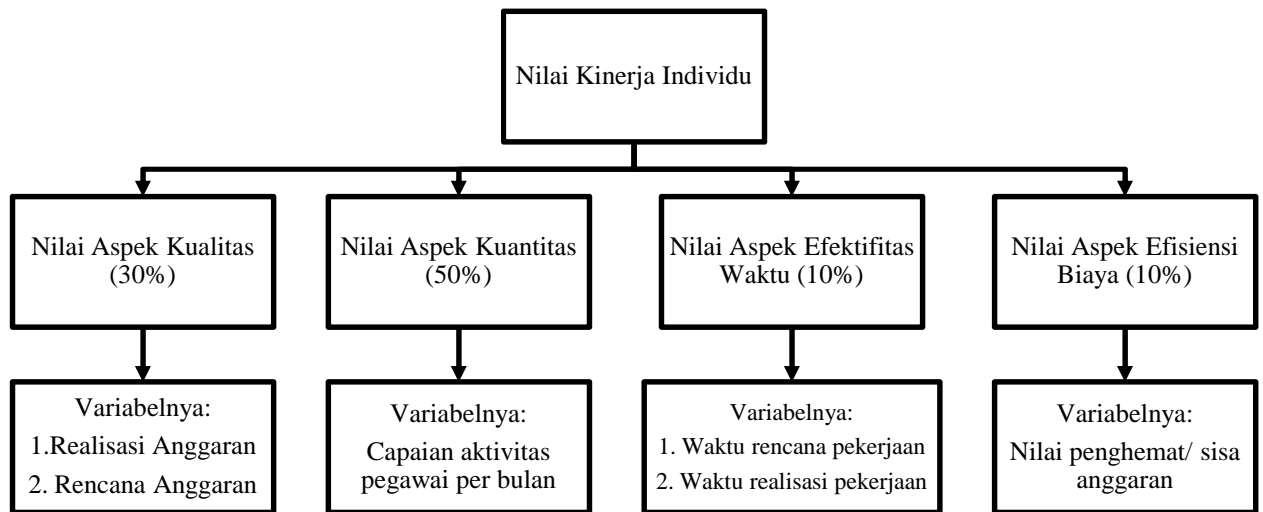 Nilai Kinerja Individu
Nilai Aspek Kualitas
(30%)
Nilai Aspek Kuantitas
(50%)
Nilai Aspek Efektifitas
Waktu (10%)
Nilai Aspek Efisiensi
Biaya (10%)
Variabelnya:
1.Realisasi Anggaran
2. Rencana Anggaran
Variabelnya:
Capaian aktivitas
pegawai per bulan
Variabelnya:
1. Waktu rencana pekerjaan
2. Waktu realisasi pekerjaan
Variabelnya:
Nilai penghemat/ sisa
anggaran